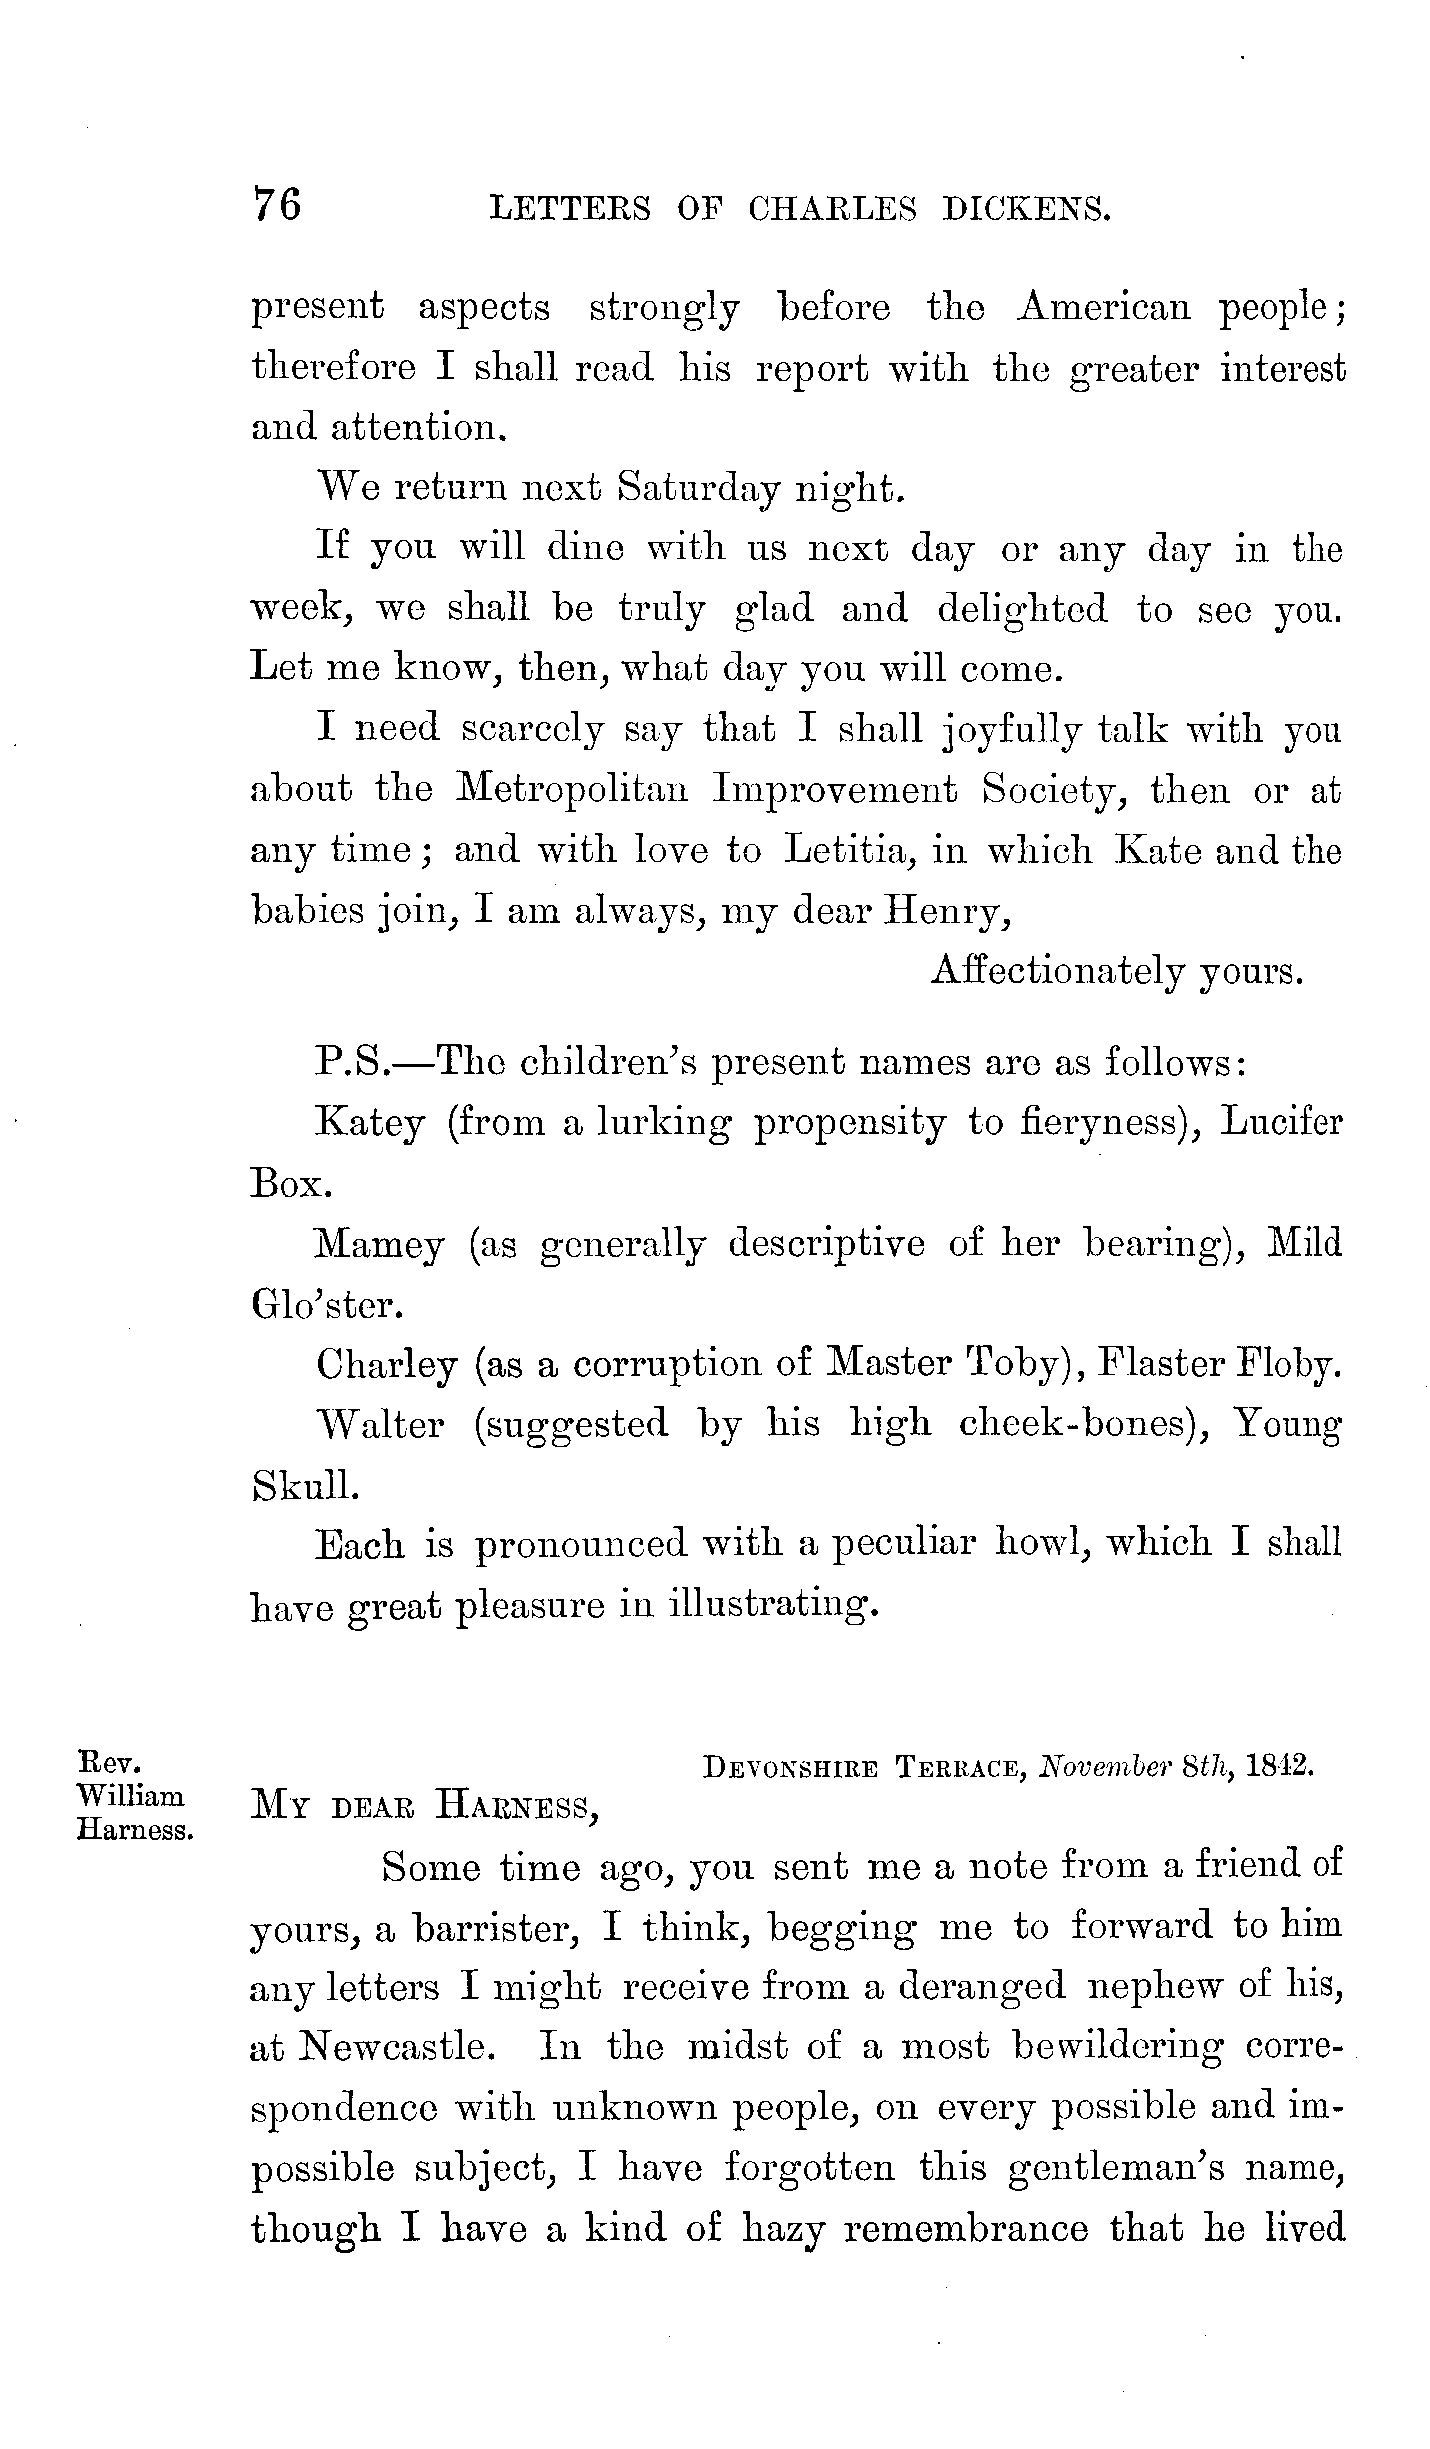 76 LETTERS OF CHARLES DICKENS.
present aspects strongly before the American people;
therefore I shall read his report with the greater interest
and attention.
We return next Saturday night.
If you will dine with us next day or any day in the
week, we shall be truly glad and delighted to see you.
Let me know, then, what day you will come.
I need scarcely say that I shall joyfully talk with you
about the Metropolitan Improvement Society, then or at
any time; and with love to Letitia, in which Kate and the
babies join, I am always, my dear Henry,
Affectionately yours.
P.S.—The children's present names are as follows:
Katey (from a lurking propensity to fieryness), Lucifer
Box.
Mamey (as generally descriptive of her bearing), Mild
Glo'ster.
Charley (as a corruption of Master Toby), Flaster Floby.
Walter (suggested by his high cheek-bones), Young
Skull.
Each is pronounced with a peculiar howl, which I shall
have great pleasure in illustrating.
Rev.
William
Harness.
DEVONSHIRE TERRACE, November 8th, 1842.
MY DEAR HARNESS,
Some time ago, you sent me a note from a friend of
yours, a barrister, I think, begging me to forward to him
any letters I might receive from a deranged nephew of his,
at Newcastle. In the midst of a most bewildering corre-
spondence with unknown people, on every possible and im-
possible subject, I have forgotten this gentleman's name,
though I have a kind of hazy remembrance that he lived